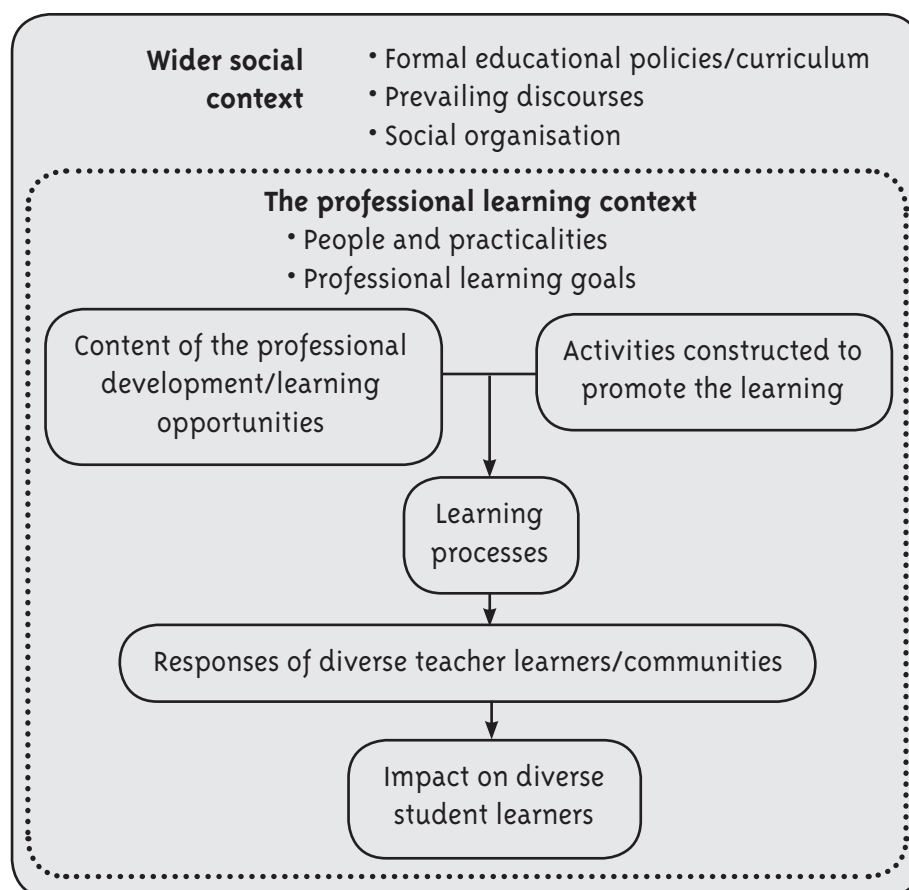 Wider social
context
• Formal educational policies/curriculum
• Prevailing discourses
• Social organisation
The professional learning context
• People and practicalities
• Professional learning goals
Content of the professional
development/learning
opportunities
Activities constructed to
promote the learning
Learning
processes
Responses of diverse teacher learners/communities
Impact on diverse
student learners